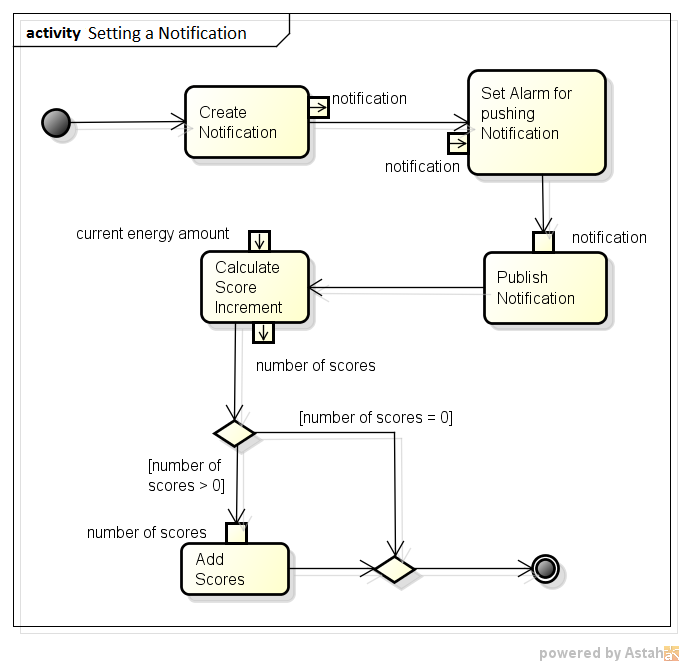 activity Setting a Notification
Create
Notification
notification
Set Alarm for
pushing
Notification
notification
current energy amount
notification
Calculate
Score
Increment
Publish
Notification
number of scores
[number of scores = 0]
[number of
scores > 0]
number of scores
Add
Scores
powered by Astah